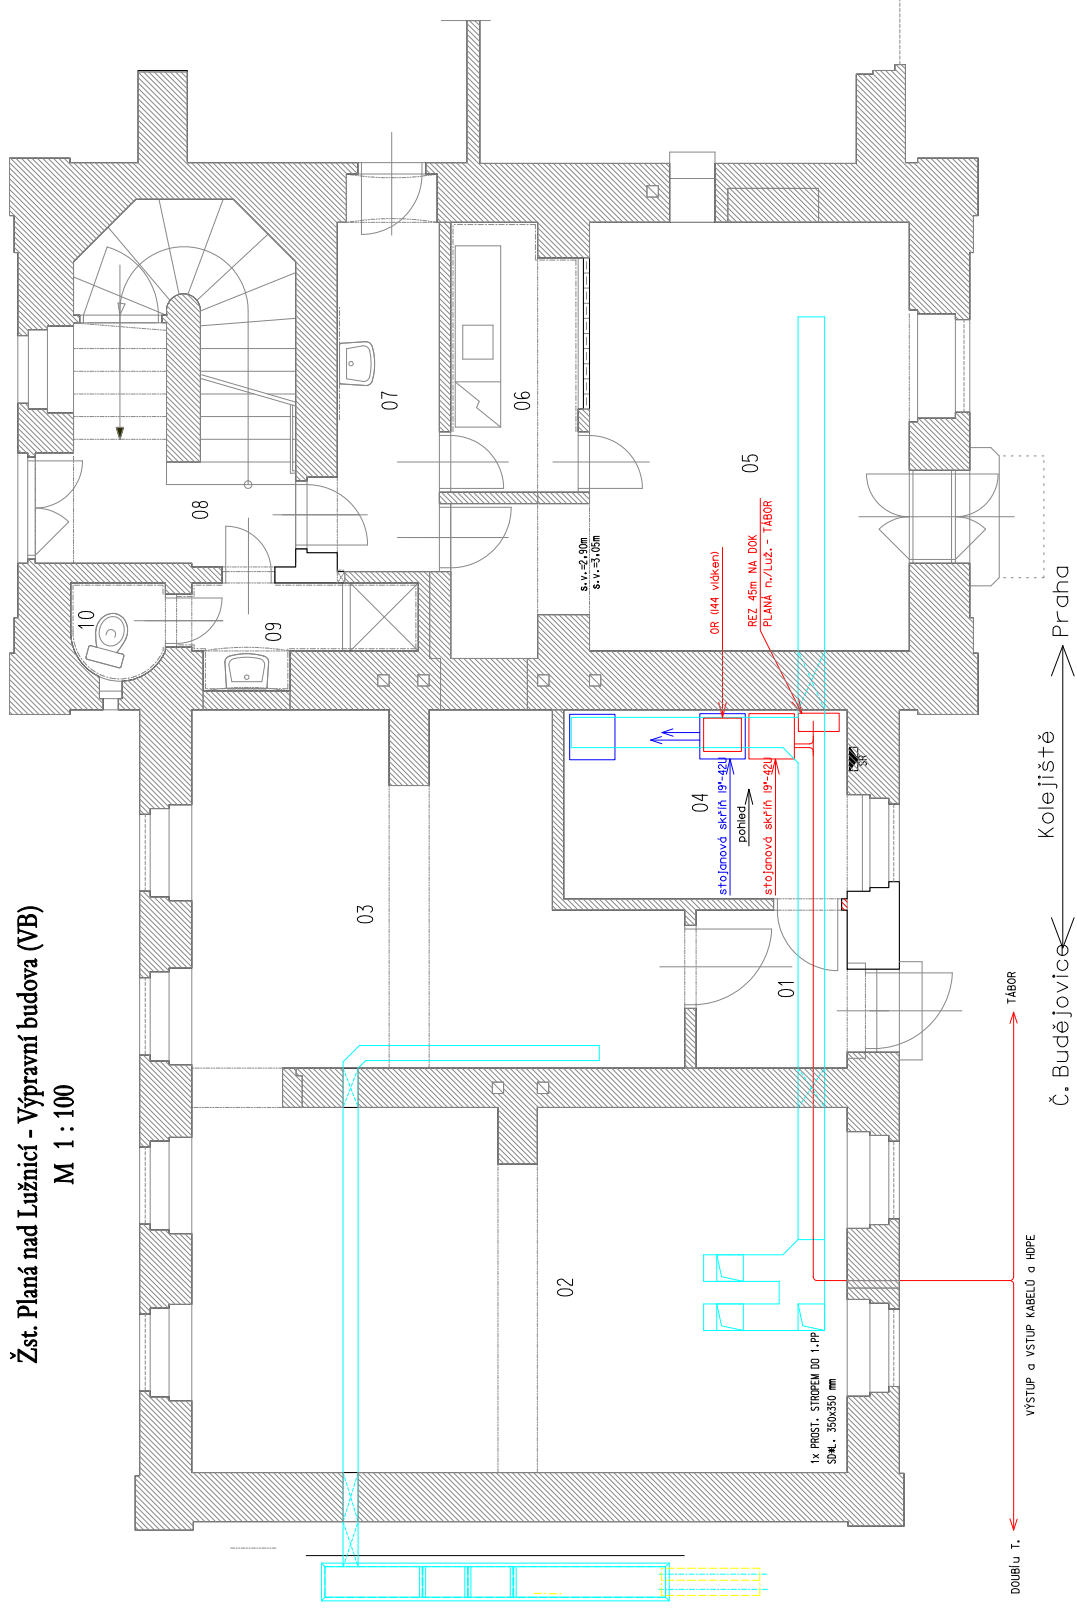 Žst. Planá nad Lužnicí - Výpravní budova (VB)
M 1 : 100
10
09
08
07
06
s.v.=2,90m
s.v.=3,05m
05
OR (144 vláken)
REZ 45m NA DOK
PLANÁ n./Luž. - TÁBOR
04
stojanová skříň 19"-42U
pohled
stojanová skříň 19"-42U
SR
03
01
02
1x PROST. STROPEM DO 1.PP
350x350 mm
VÝSTUP a VSTUP KABELŮ a HDPE
DOUBÍ u T.
TÁBOR
Č. Budějovice
Kolejiště
Praha